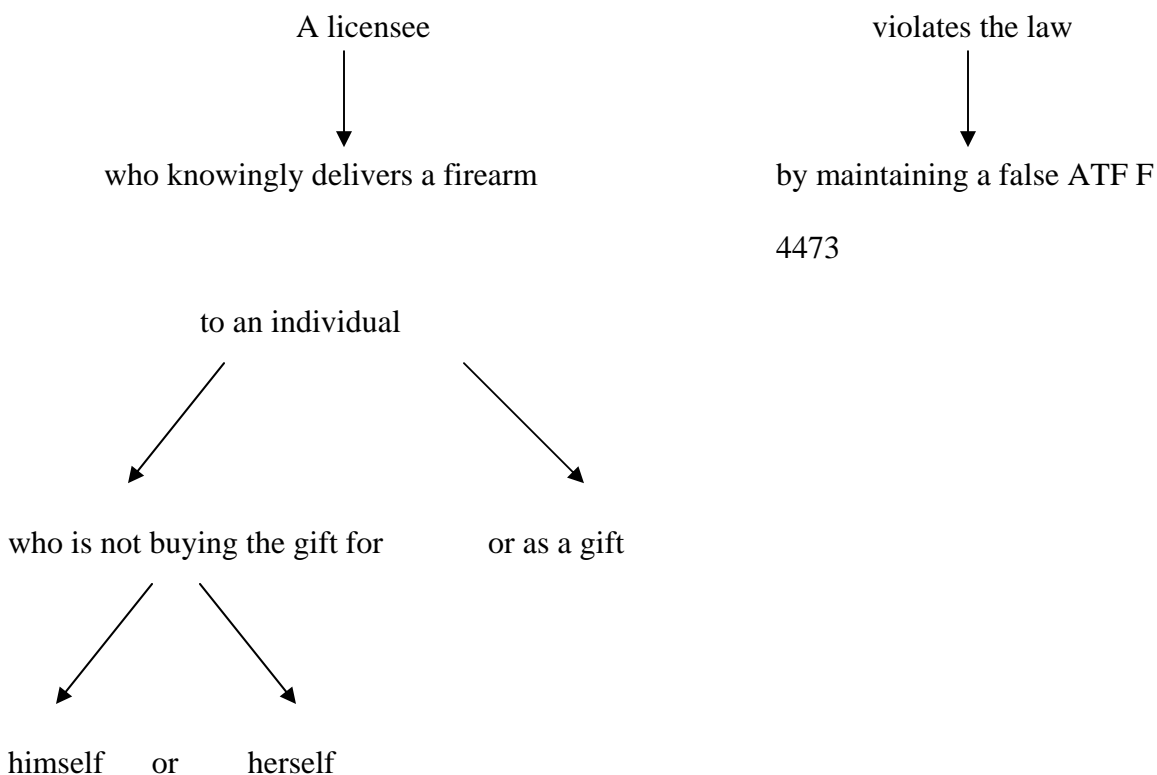 A licensee violates the law
who knowingly delivers a firearm by maintaining a false ATF F
4473
to an individual
who is not buying the gift for or as a gift
himself or herself